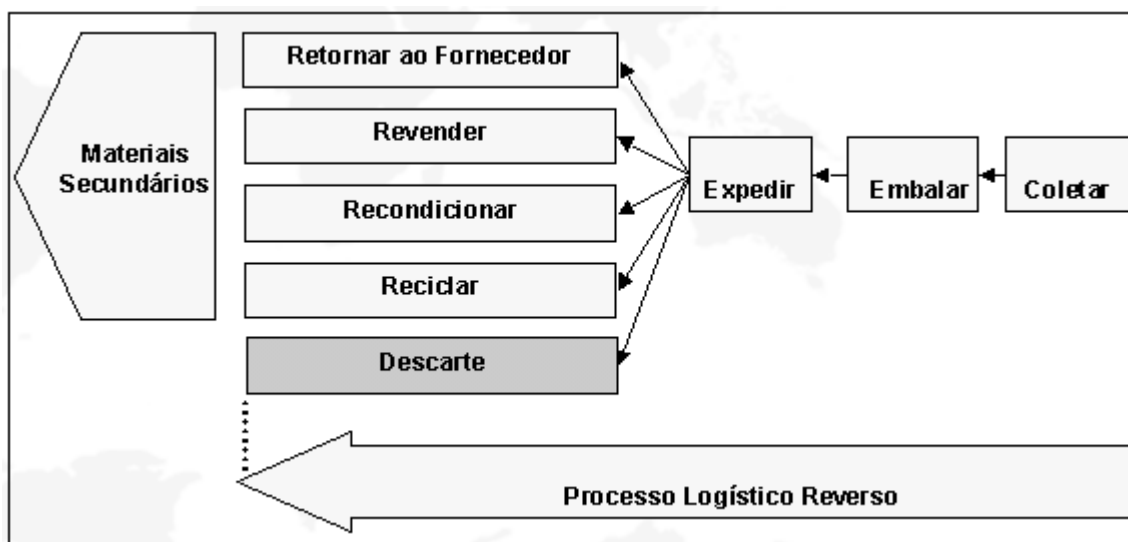 Retornar ao Fornecedor
Revender
Materiais
Secundários
Expedir
Embalar
Coletar
Recondicionar
Reciclar
Descarte
Processo Logístico Reverso